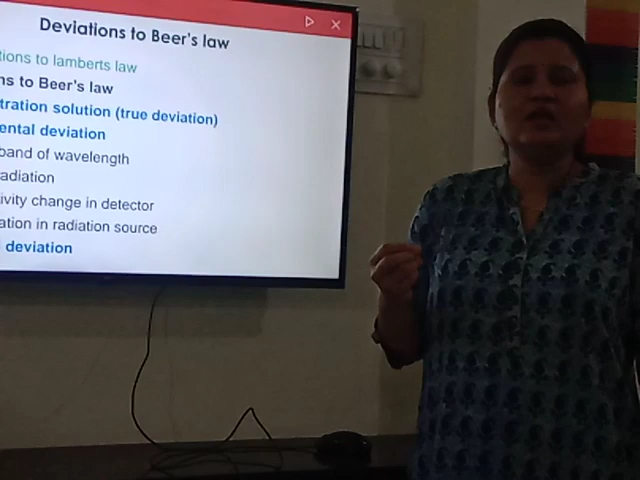 Deviations to Beer's law
tions to lamberts law
ns to Beer's law
tration solution (true deviation)
ental deviation
band of wavelength
adiation
ivity change in detector
ation in radiation source
deviation